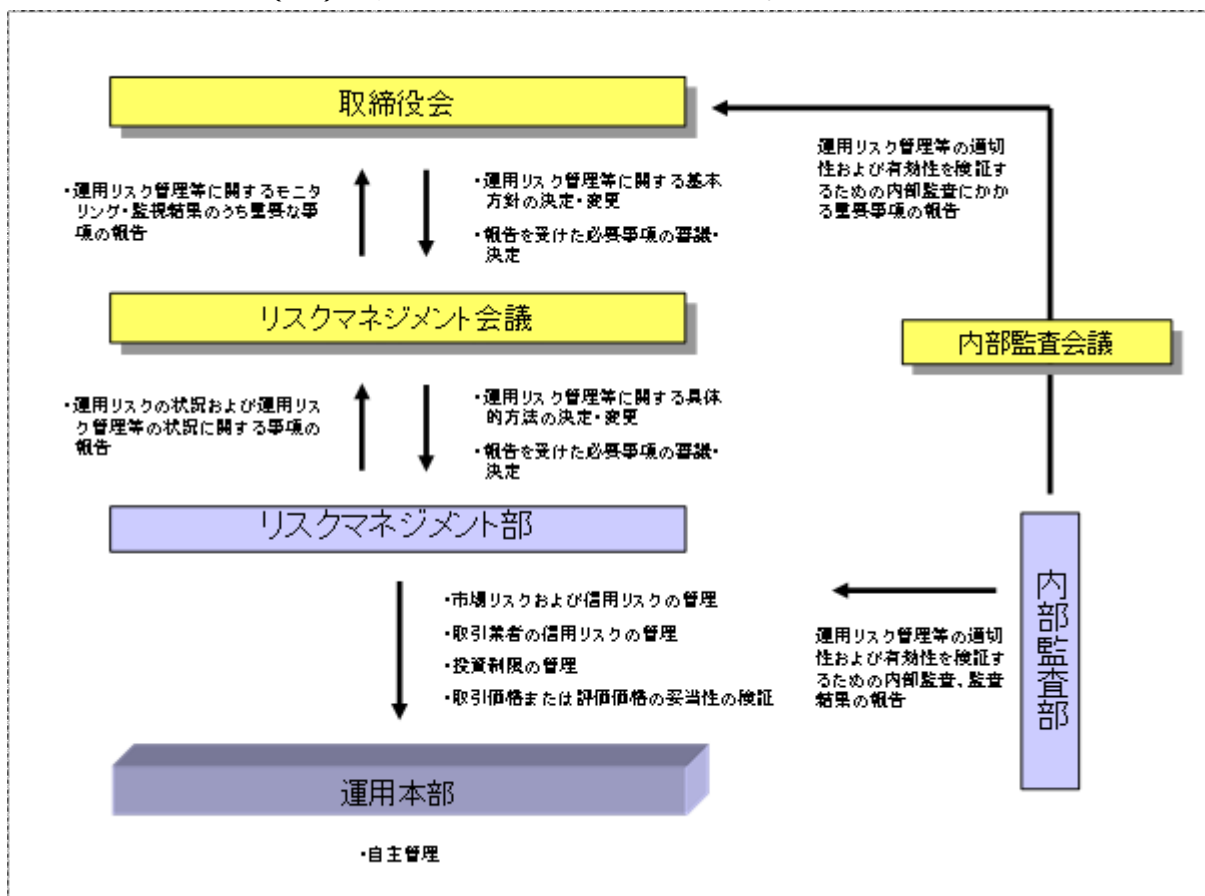 取締役会
・運用リスク管理等に関するモニタ
リング・監視結果のうち重要な事
項の報告
・運用リスク管理等に関する基本
方針の決定・変更
・報告を受けた必要事項の審議・
決定
運用リスク管理等の適切
性および有効性を検証す
るための内部監査にかか
る重要事項の報告
リスクマネジメント会議
内部監査会議
・運用リスクの状況および運用リス
ク管理等の状況に関する事項の
報告
・運用リスク管理等に関する具体
的方法の決定・変更
・報告を受けた必要事項の審議・
決定
リスクマネジメント部
・市場リスクおよび信用リスクの管理
・取引業者の信用リスクの管理
・投資制限の管理
・取引価格または評価価格の妥当性の検証
運用リスク管理等の適切
性および有効性を検証す
るための内部監査、監査
結果の報告
内部監査部
運用本部
・自主管理